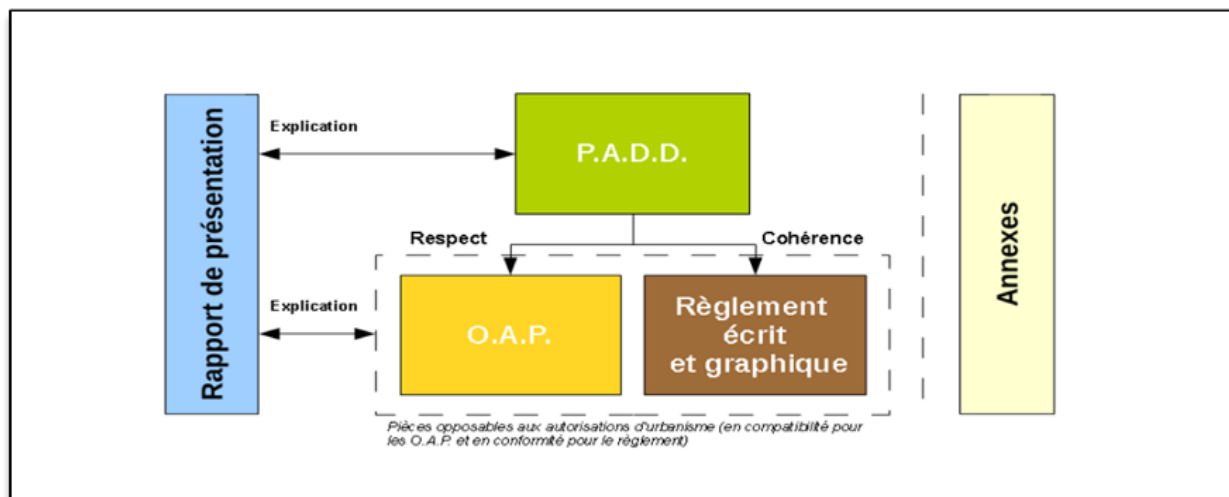 Rapport de présentation
Explication
P.A.D.D.
Respect
Cohérence
Explication
O.A.P.
Règlement
écrit
et graphique
Pièces opposables aux autorisations d'urbanisme (en compatibilité pour
les O.A.P. et en conformité pour le règlement)
Annexes